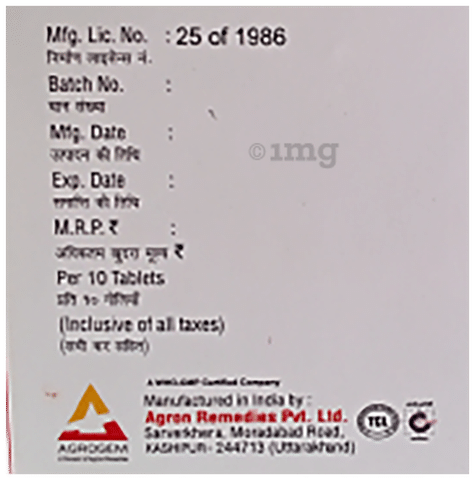 Mfg. Lic. No. : 25 of 1986
निर्माण लाइसेन्स नं.
Batch No. :
घान संख्या
Mfg. Date :
उत्पादन की तिथि
Exp. Date :
समाप्ति की तिथि
M.R.P. ₹ :
अधिकतम खुदरा मूल्य ₹
Per 10 Tablets
प्रति १० गोलियाँ
(Inclusive of all taxes)
(सभी कर सहित)
©1mg
A WHO-GMP Certified Company
Manufactured in India by :
Agron Remedies Pvt. Ltd.
Sarverkhera, Moradabad Road,
KASHIPUR- 244713 (Uttarakhand)
AGROGEM
TCL